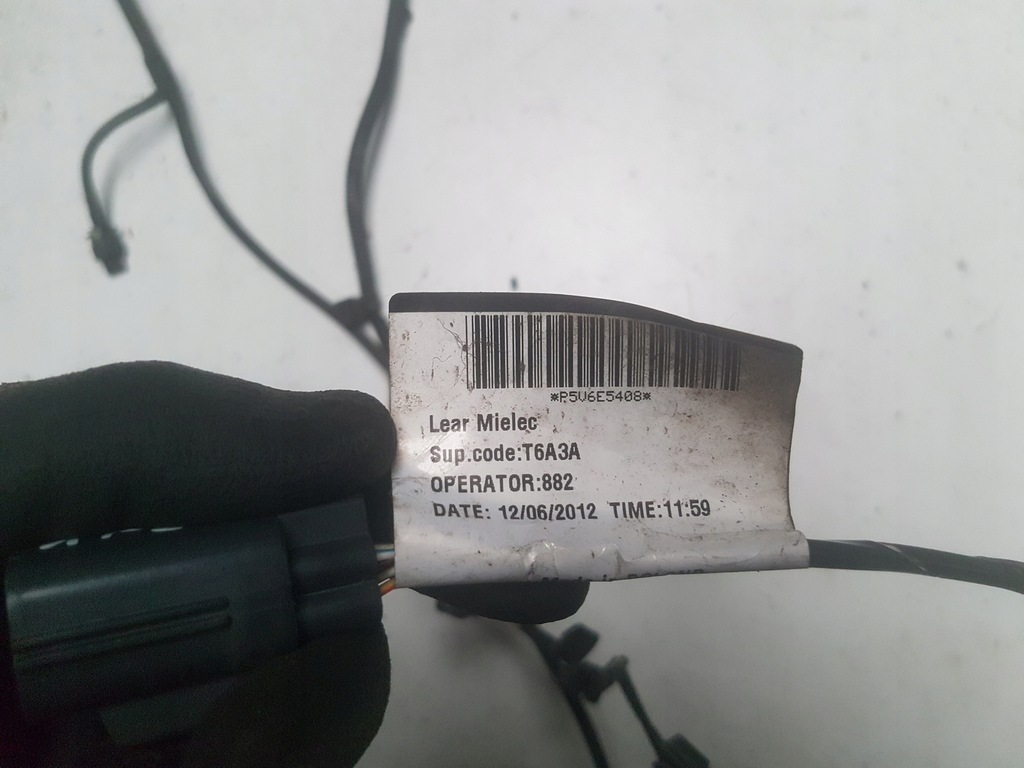 *P5V6E5408*
Lear Mielec
Sup.code:T6A3A
OPERATOR:882
DATE: 12/06/2012 TIME:11:59